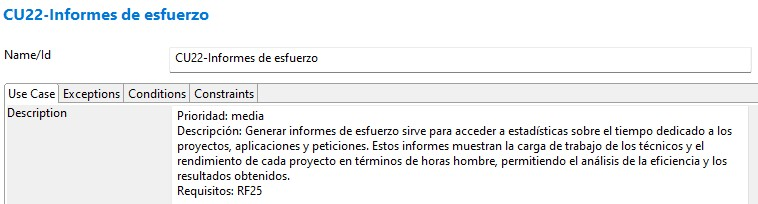 CU22-Informes de esfuerzo
Name/Id
CU22-Informes de esfuerzo
Use Case Exceptions Conditions Constraints
Description
Prioridad: media
Descripción: Generar informes de esfuerzo sirve para acceder a estadísticas sobre el tiempo dedicado a los
proyectos, aplicaciones y peticiones. Estos informes muestran la carga de trabajo de los técnicos y el
rendimiento de cada proyecto en términos de horas hombre, permitiendo el análisis de la eficiencia y los
resultados obtenidos.
Requisitos: RF25